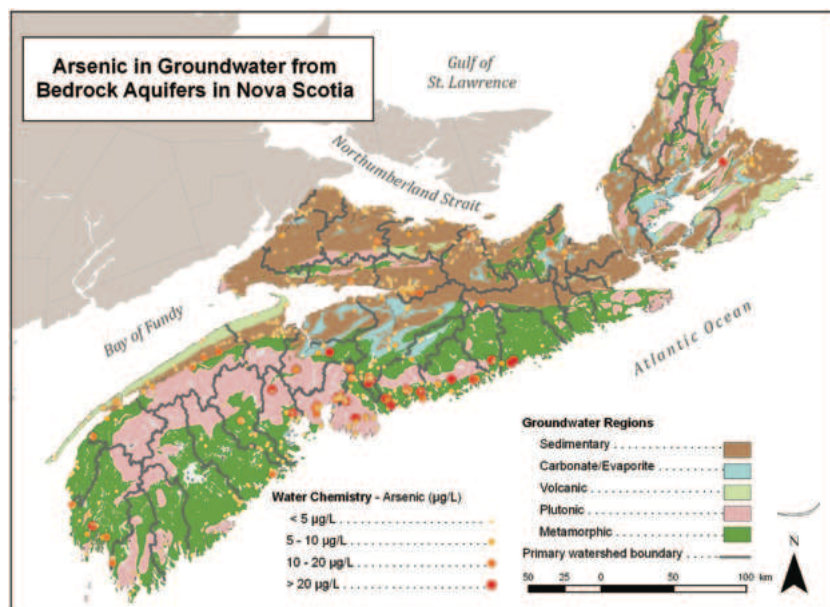 Arsenic in Groundwater from
Bedrock Aquifers in Nova Scotia
Gulf of
St. Lawrence
Northumberland Strait
Bay of Fundy
Atlantic Ocean
Groundwater Regions
Sedimentary
Carbonate/Evaporite
Volcanic
Plutonic
Metamorphic
Primary watershed boundary
Water Chemistry - Arsenic (µg/L)
< 5 µg/L
5 - 10 µg/L
10 - 20 µg/L
> 20 µg/L
N
50 25 0 50 100 km